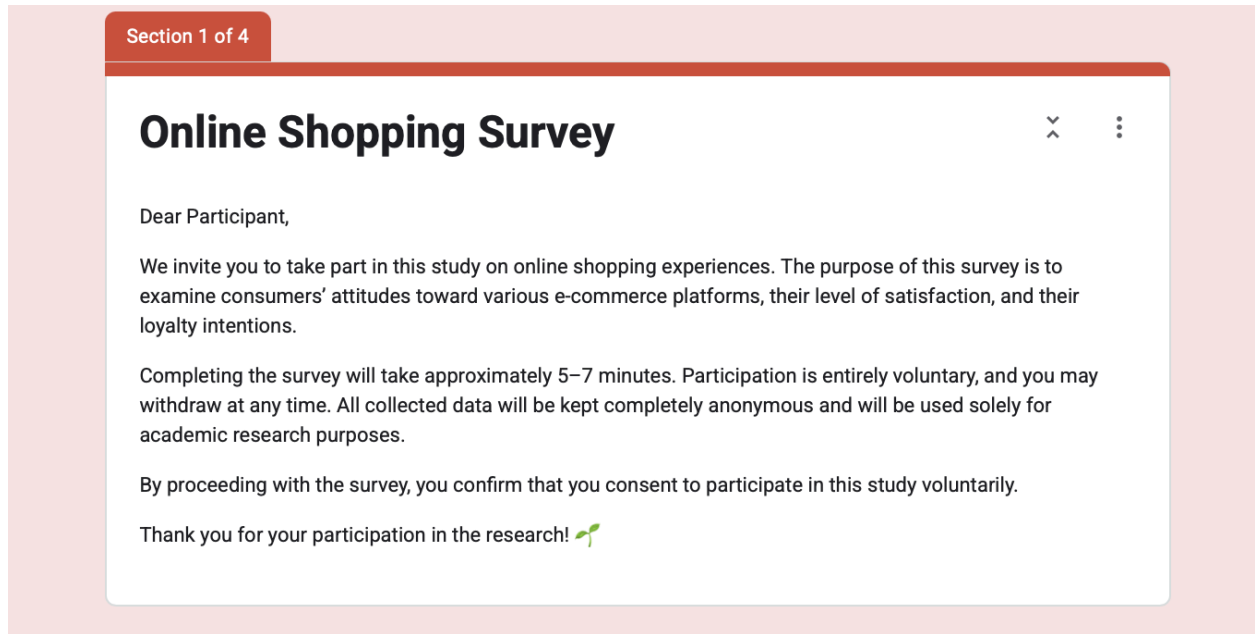 Section 1 of 4
Online Shopping Survey
Dear Participant,
We invite you to take part in this study on online shopping experiences. The purpose of this survey is to
examine consumers’ attitudes toward various e-commerce platforms, their level of satisfaction, and their
loyalty intentions.
Completing the survey will take approximately 5–7 minutes. Participation is entirely voluntary, and you may
withdraw at any time. All collected data will be kept completely anonymous and will be used solely for
academic research purposes.
By proceeding with the survey, you confirm that you consent to participate in this study voluntarily.
Thank you for your participation in the research! 🌱